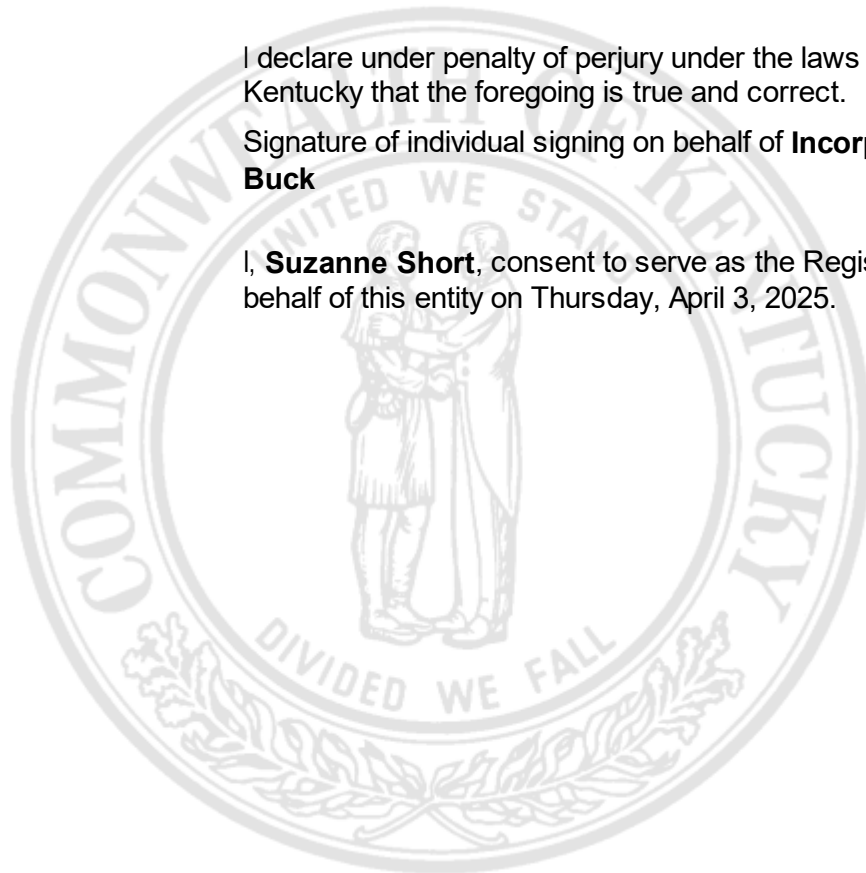 I declare under penalty of perjury under the laws
Kentucky that the foregoing is true and correct.
Signature of individual signing on behalf of
Buck
I, Suzanne Short, consent to serve as the
behalf of this entity on Thursday, April 3, 2025.
COMMONWEALTH OF KENTUCKY
UNITED WE STAND
DIVIDED WE FALL